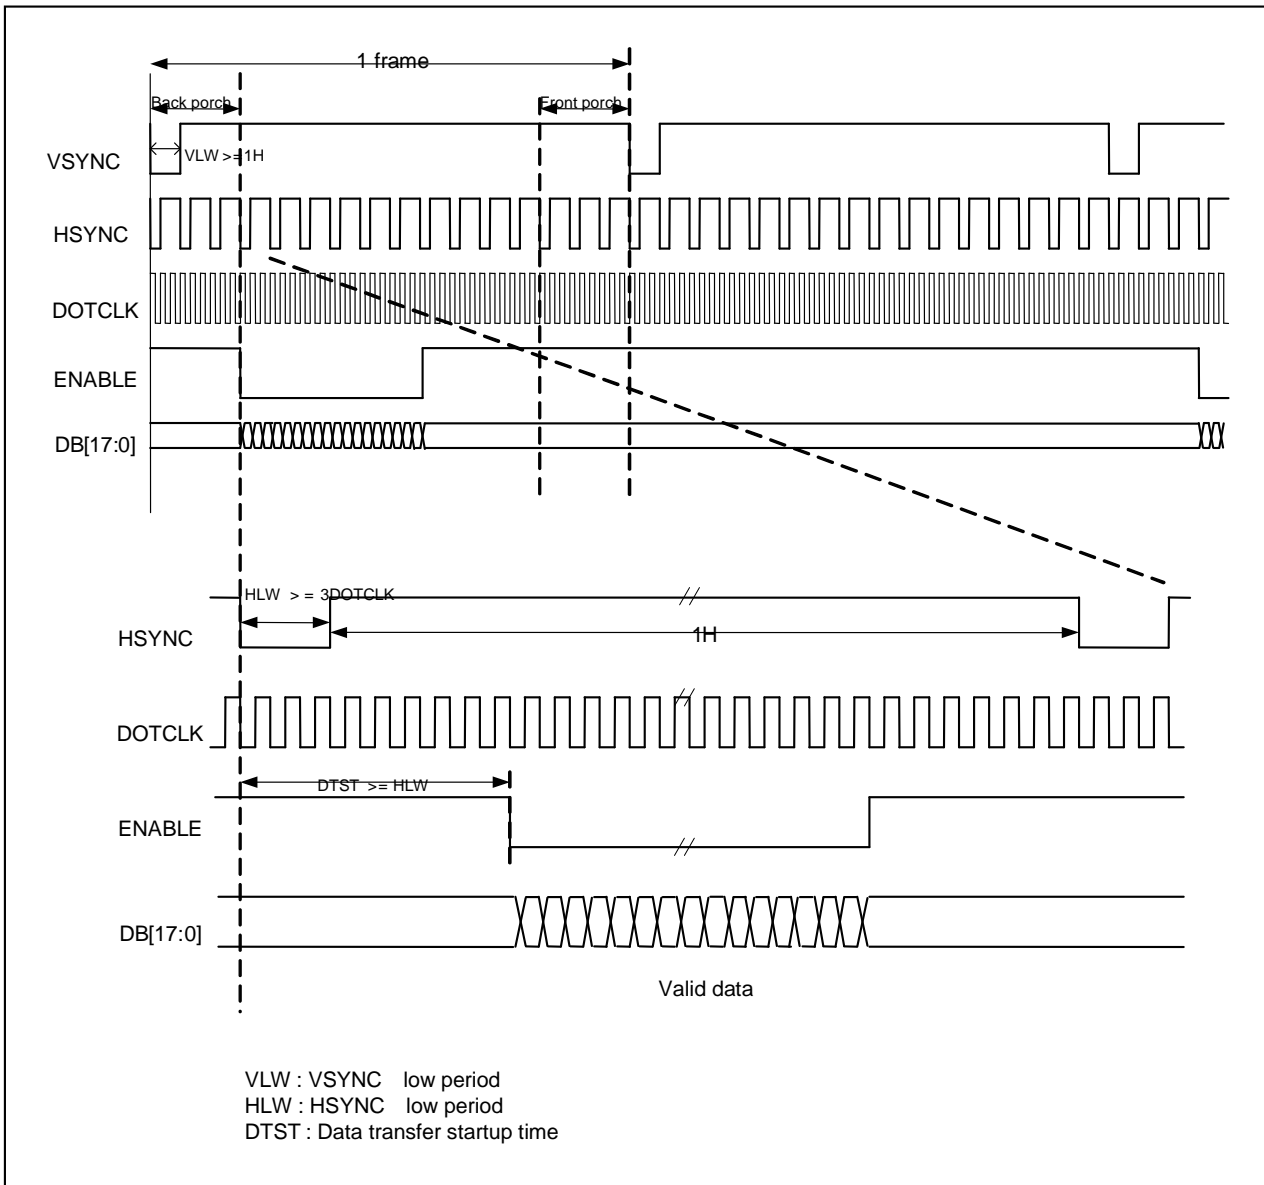 1 frame
Back porch
Front porch
VLW >=1H
VSYNC
HSYNC
DOTCLK
ENABLE
DB[17:0]
HLW >= 3DOTCLK
HSYNC
1H
DOTCLK
DTST >= HLW
ENABLE
DB[17:0]
Valid data
VLW : VSYNC low period
HLW : HSYNC low period
DTST : Data transfer startup time